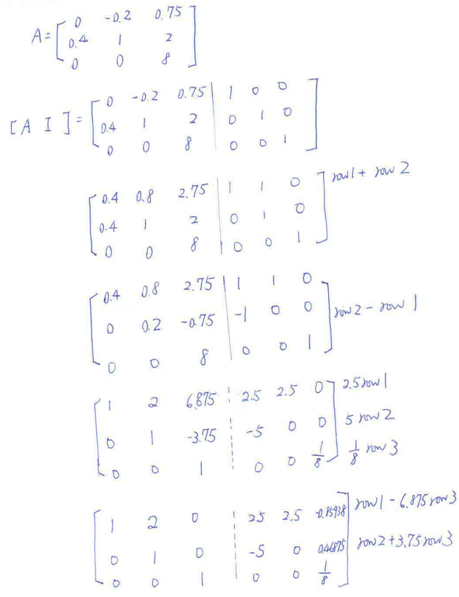 A = [ 0 -0.2 0.75
0.4 1 2
0 0 8 ]
[A I] = [ 0 -0.2 0.75 | 1 0 0
0.4 1 2 | 0 1 0
0 0 8 | 0 0 1 ]
[ 0.4 0.8 2.75 | 1 1 0 row1 + row 2
0.4 1 2 | 0 1 0
0 0 8 | 0 0 1 ]
[ 0.4 0.8 2.75 | 1 1 0
0 0.2 -0.75 | -1 0 0 row2 - row 1
0 0 8 | 0 0 1 ]
[ 1 2 6.875 | 2.5 2.5 0 2.5 row1
0 1 -3.75 | -5 0 0 5 row2
0 0 1 | 0 0 1/8 ] 1/8 row 3
[ 1 2 0 | 2.5 2.5 -0.85938 row1 - 6.875 row3
0 1 0 | -5 0 0.46875 row2 + 3.75 row3
0 0 1 | 0 0 1/8 ]